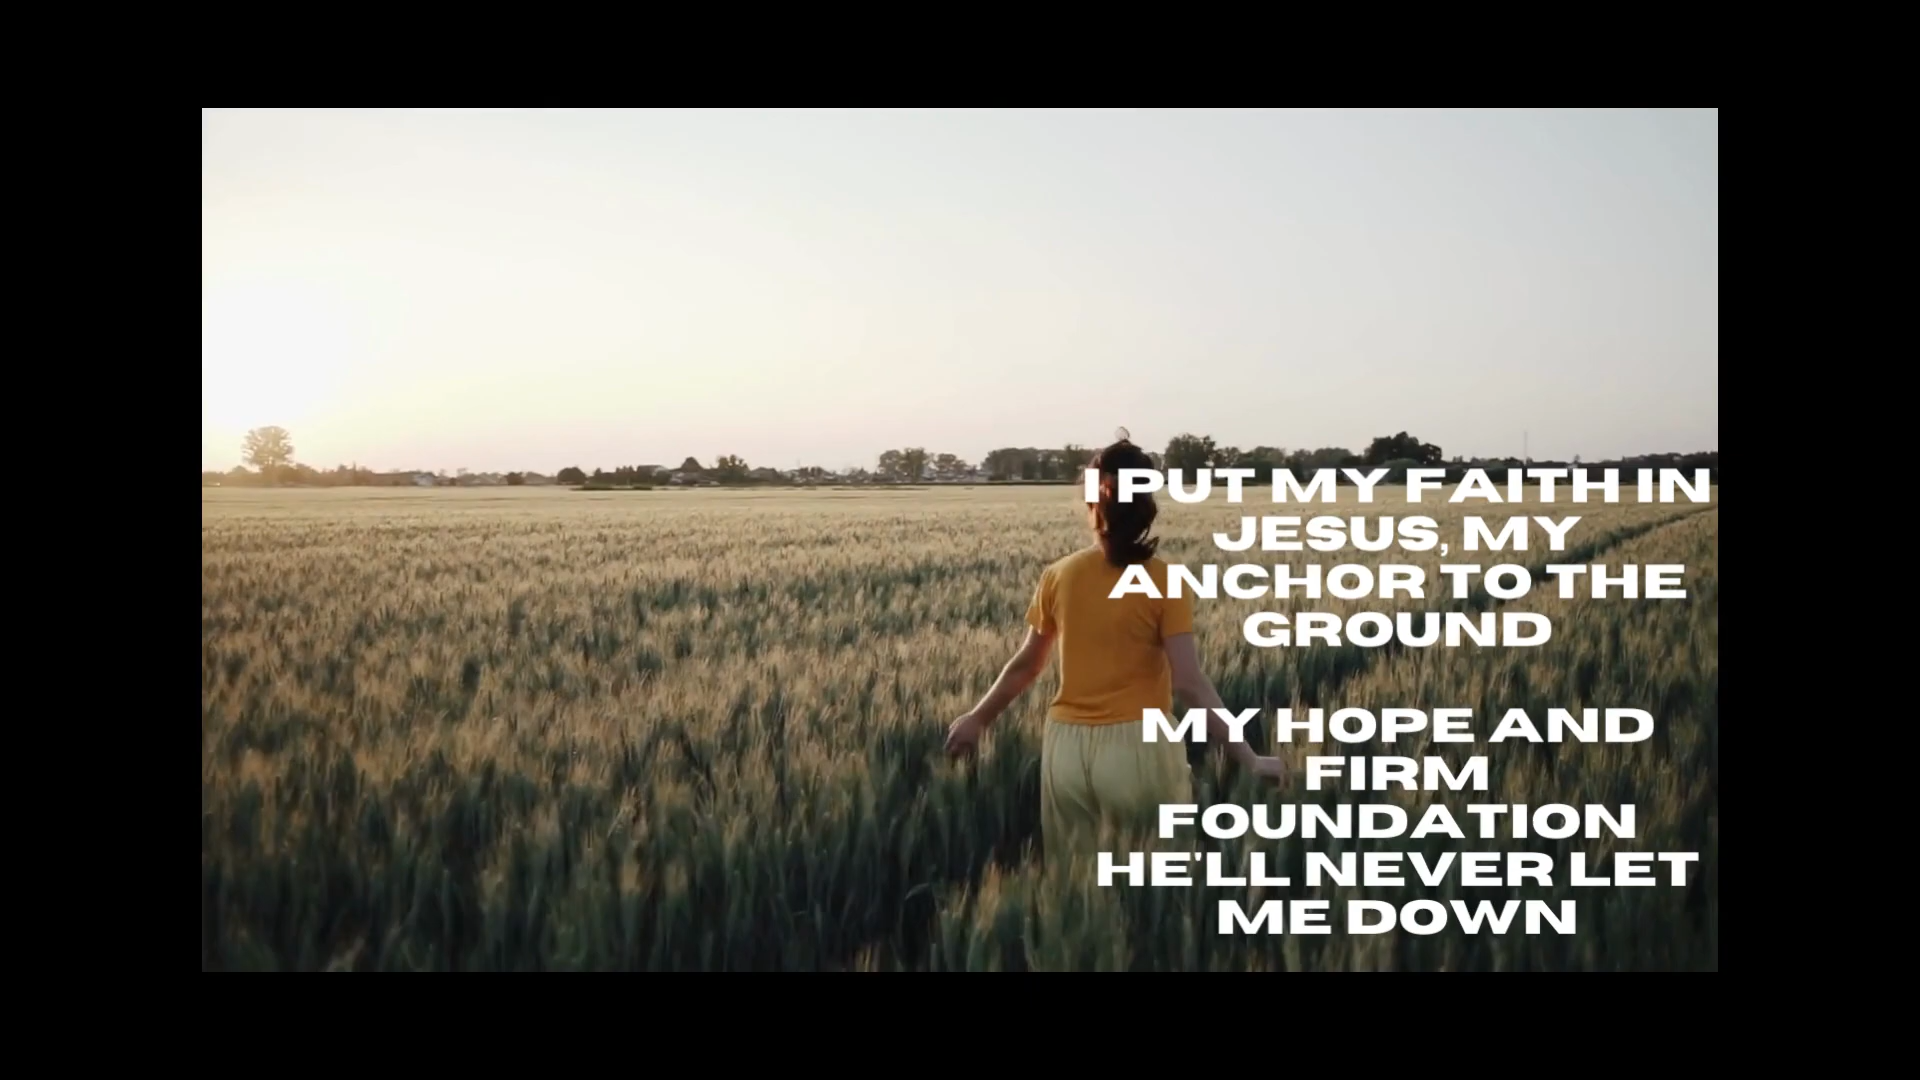 I PUT MY FAITH IN
JESUS, MY
ANCHOR TO THE
GROUND
MY HOPE AND
FIRM
FOUNDATION
HE'LL NEVER LET
ME DOWN